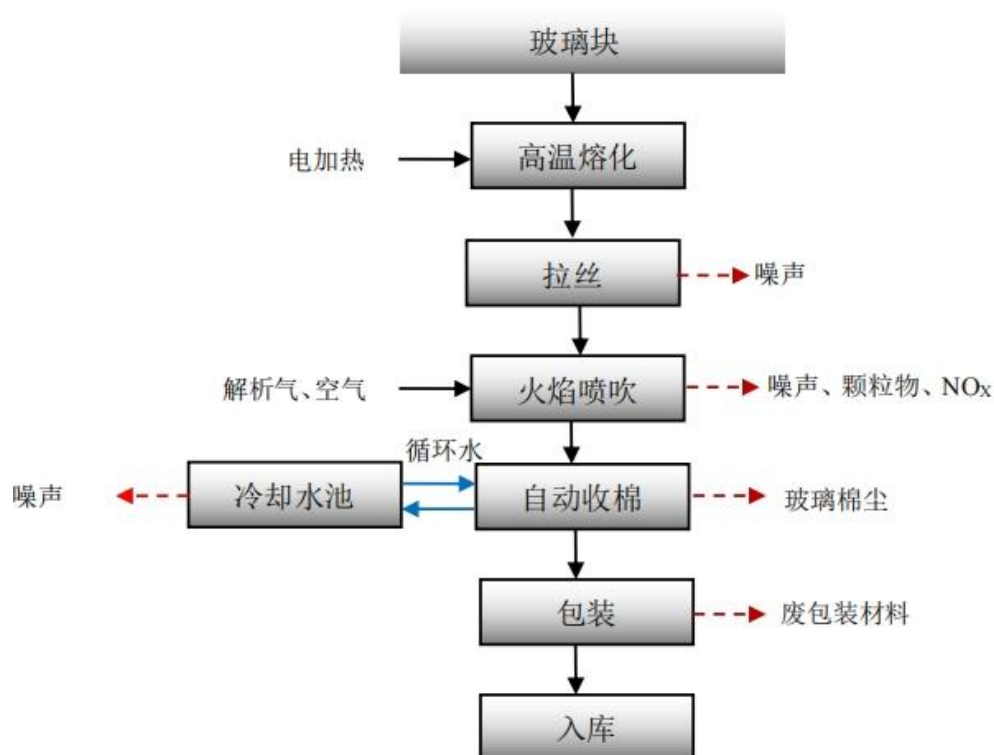 玻璃块
电加热
高温熔化
拉丝
噪声
解析气、空气
火焰喷吹
噪声、颗粒物、NOx
循环水
噪声
冷却水池
自动收棉
玻璃棉尘
包装
废包装材料
入库